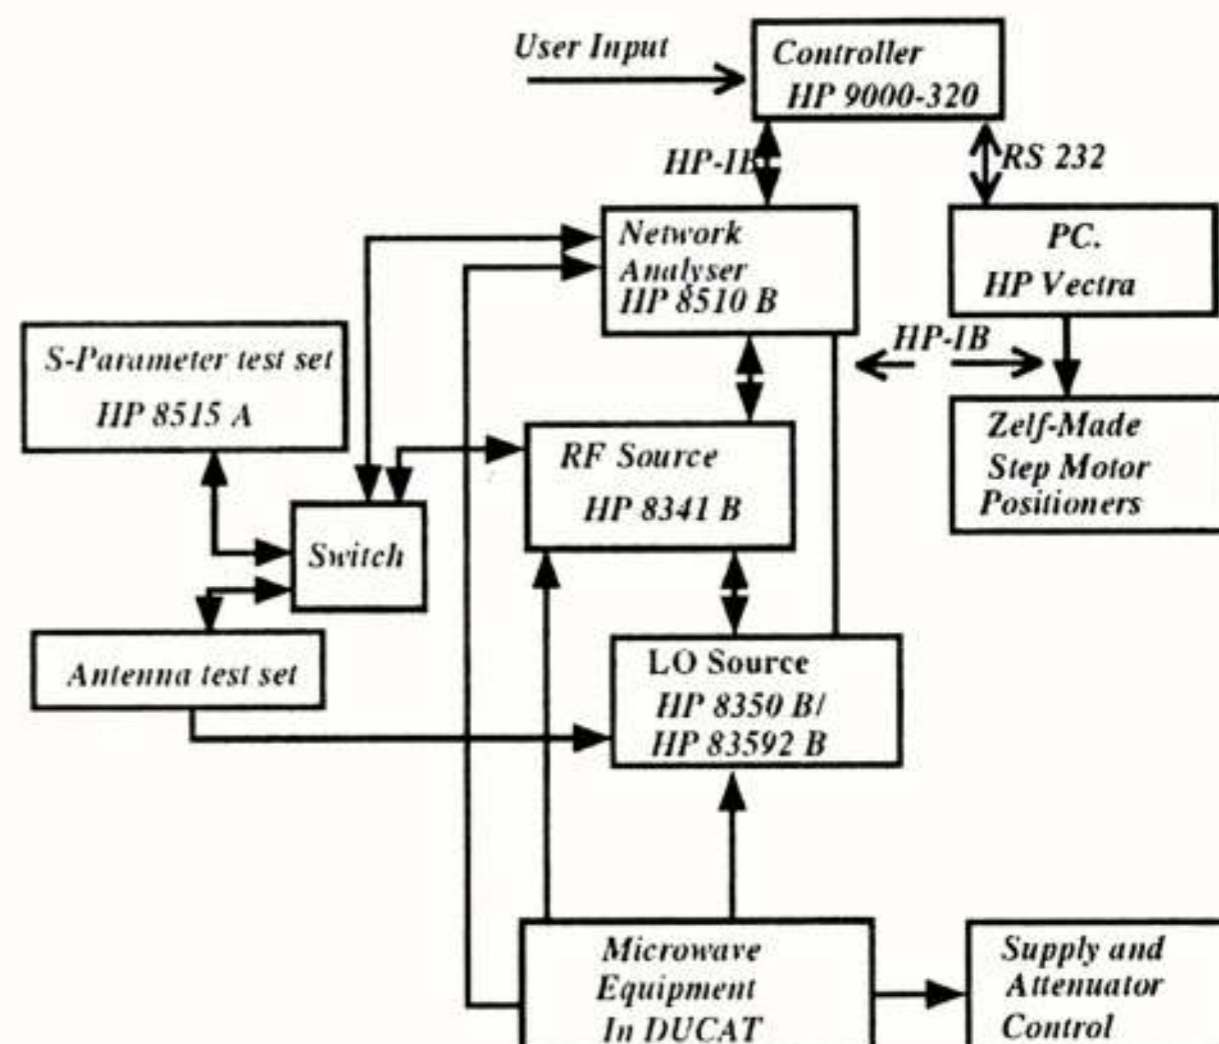 User Input
Controller
HP 9000-320
HP-IB
RS 232
Network
Analyser
HP 8510 B
PC.
HP Vectra
HP-IB
S-Parameter test set
HP 8515 A
RF Source
HP 8341 B
Zelf-Made
Step Motor
Positioners
Switch
Antenna test set
LO Source
HP 8350 B/
HP 83592 B
Microwave
Equipment
In DUCAT
Supply and
Attenuator
Control